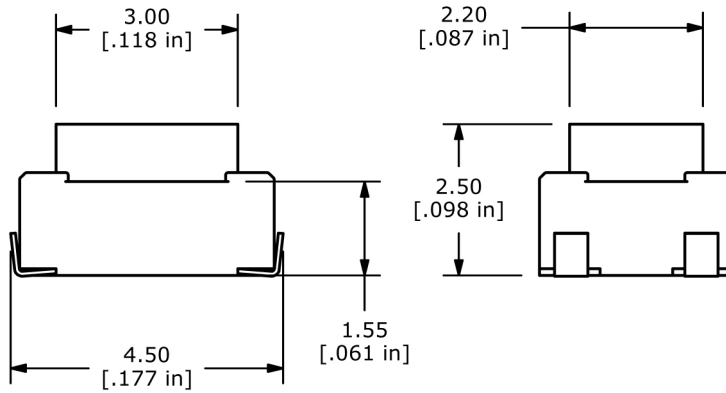 3.00
[.118 in]
2.20
[.087 in]
2.50
[.098 in]
1.55
[.061 in]
4.50
[.177 in]